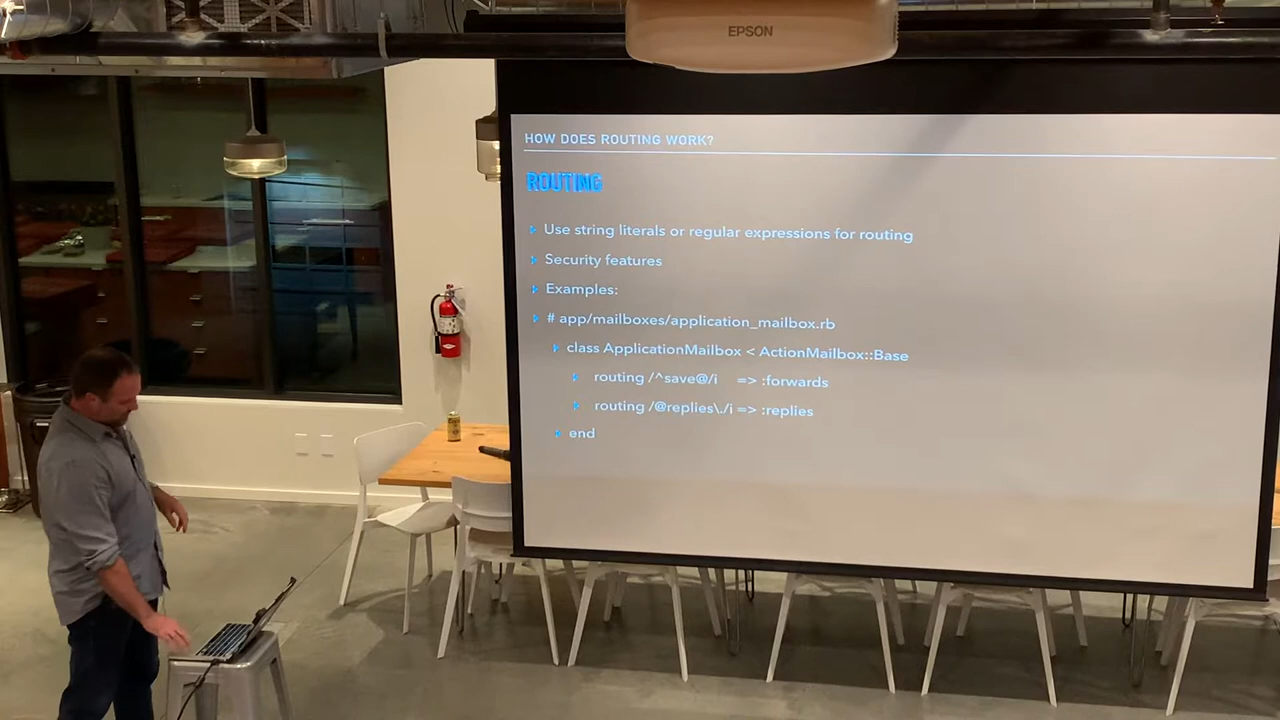 EPSON
HOW DOES ROUTING WORK?
ROUTING
Use string literals or regular expressions for routing
Security features
Examples:
# app/mailboxes/application_mailbox.rb
class ApplicationMailbox < ActionMailbox::Base
routing /^save@/i => :forwards
routing /@replies\./i => :replies
end